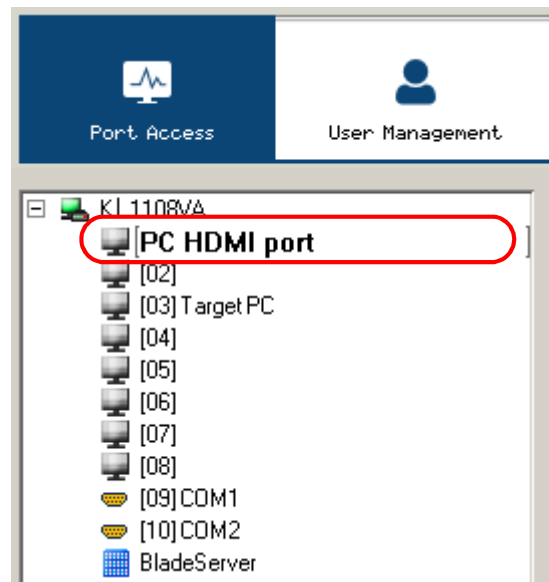 Port Access
User Management
KL1108VA
PC HDMI port
[02]
[03] Target PC
[04]
[05]
[06]
[07]
[08]
[09] COM1
[10] COM2
BladeServer